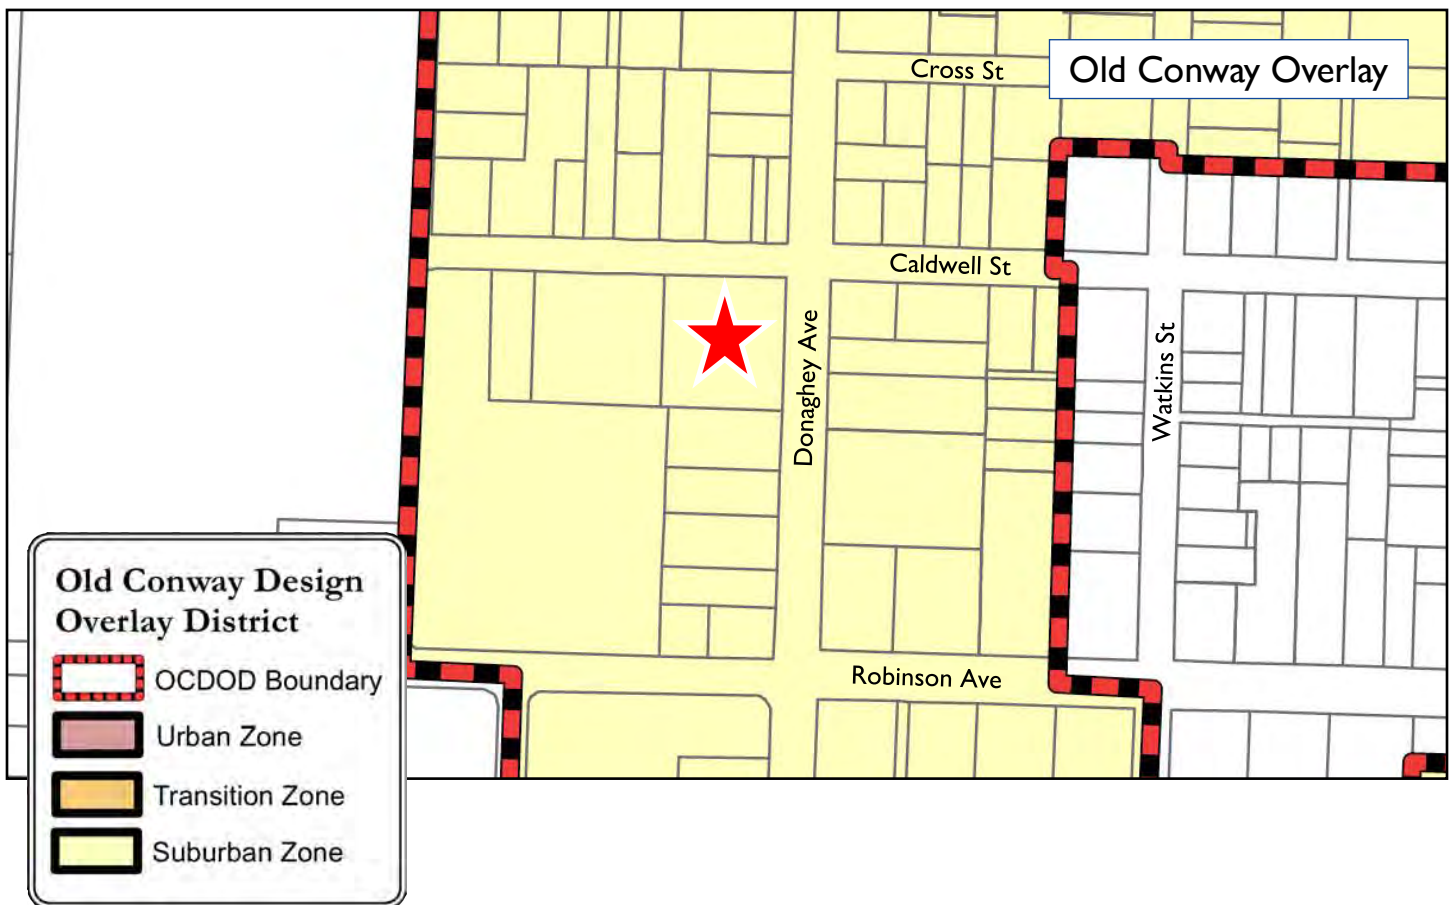 Cross St
Old Conway Overlay
Caldwell St
Donaghey Ave
Watkins St
Robinson Ave
Old Conway Design
Overlay District
OCDOD Boundary
Urban Zone
Transition Zone
Suburban Zone